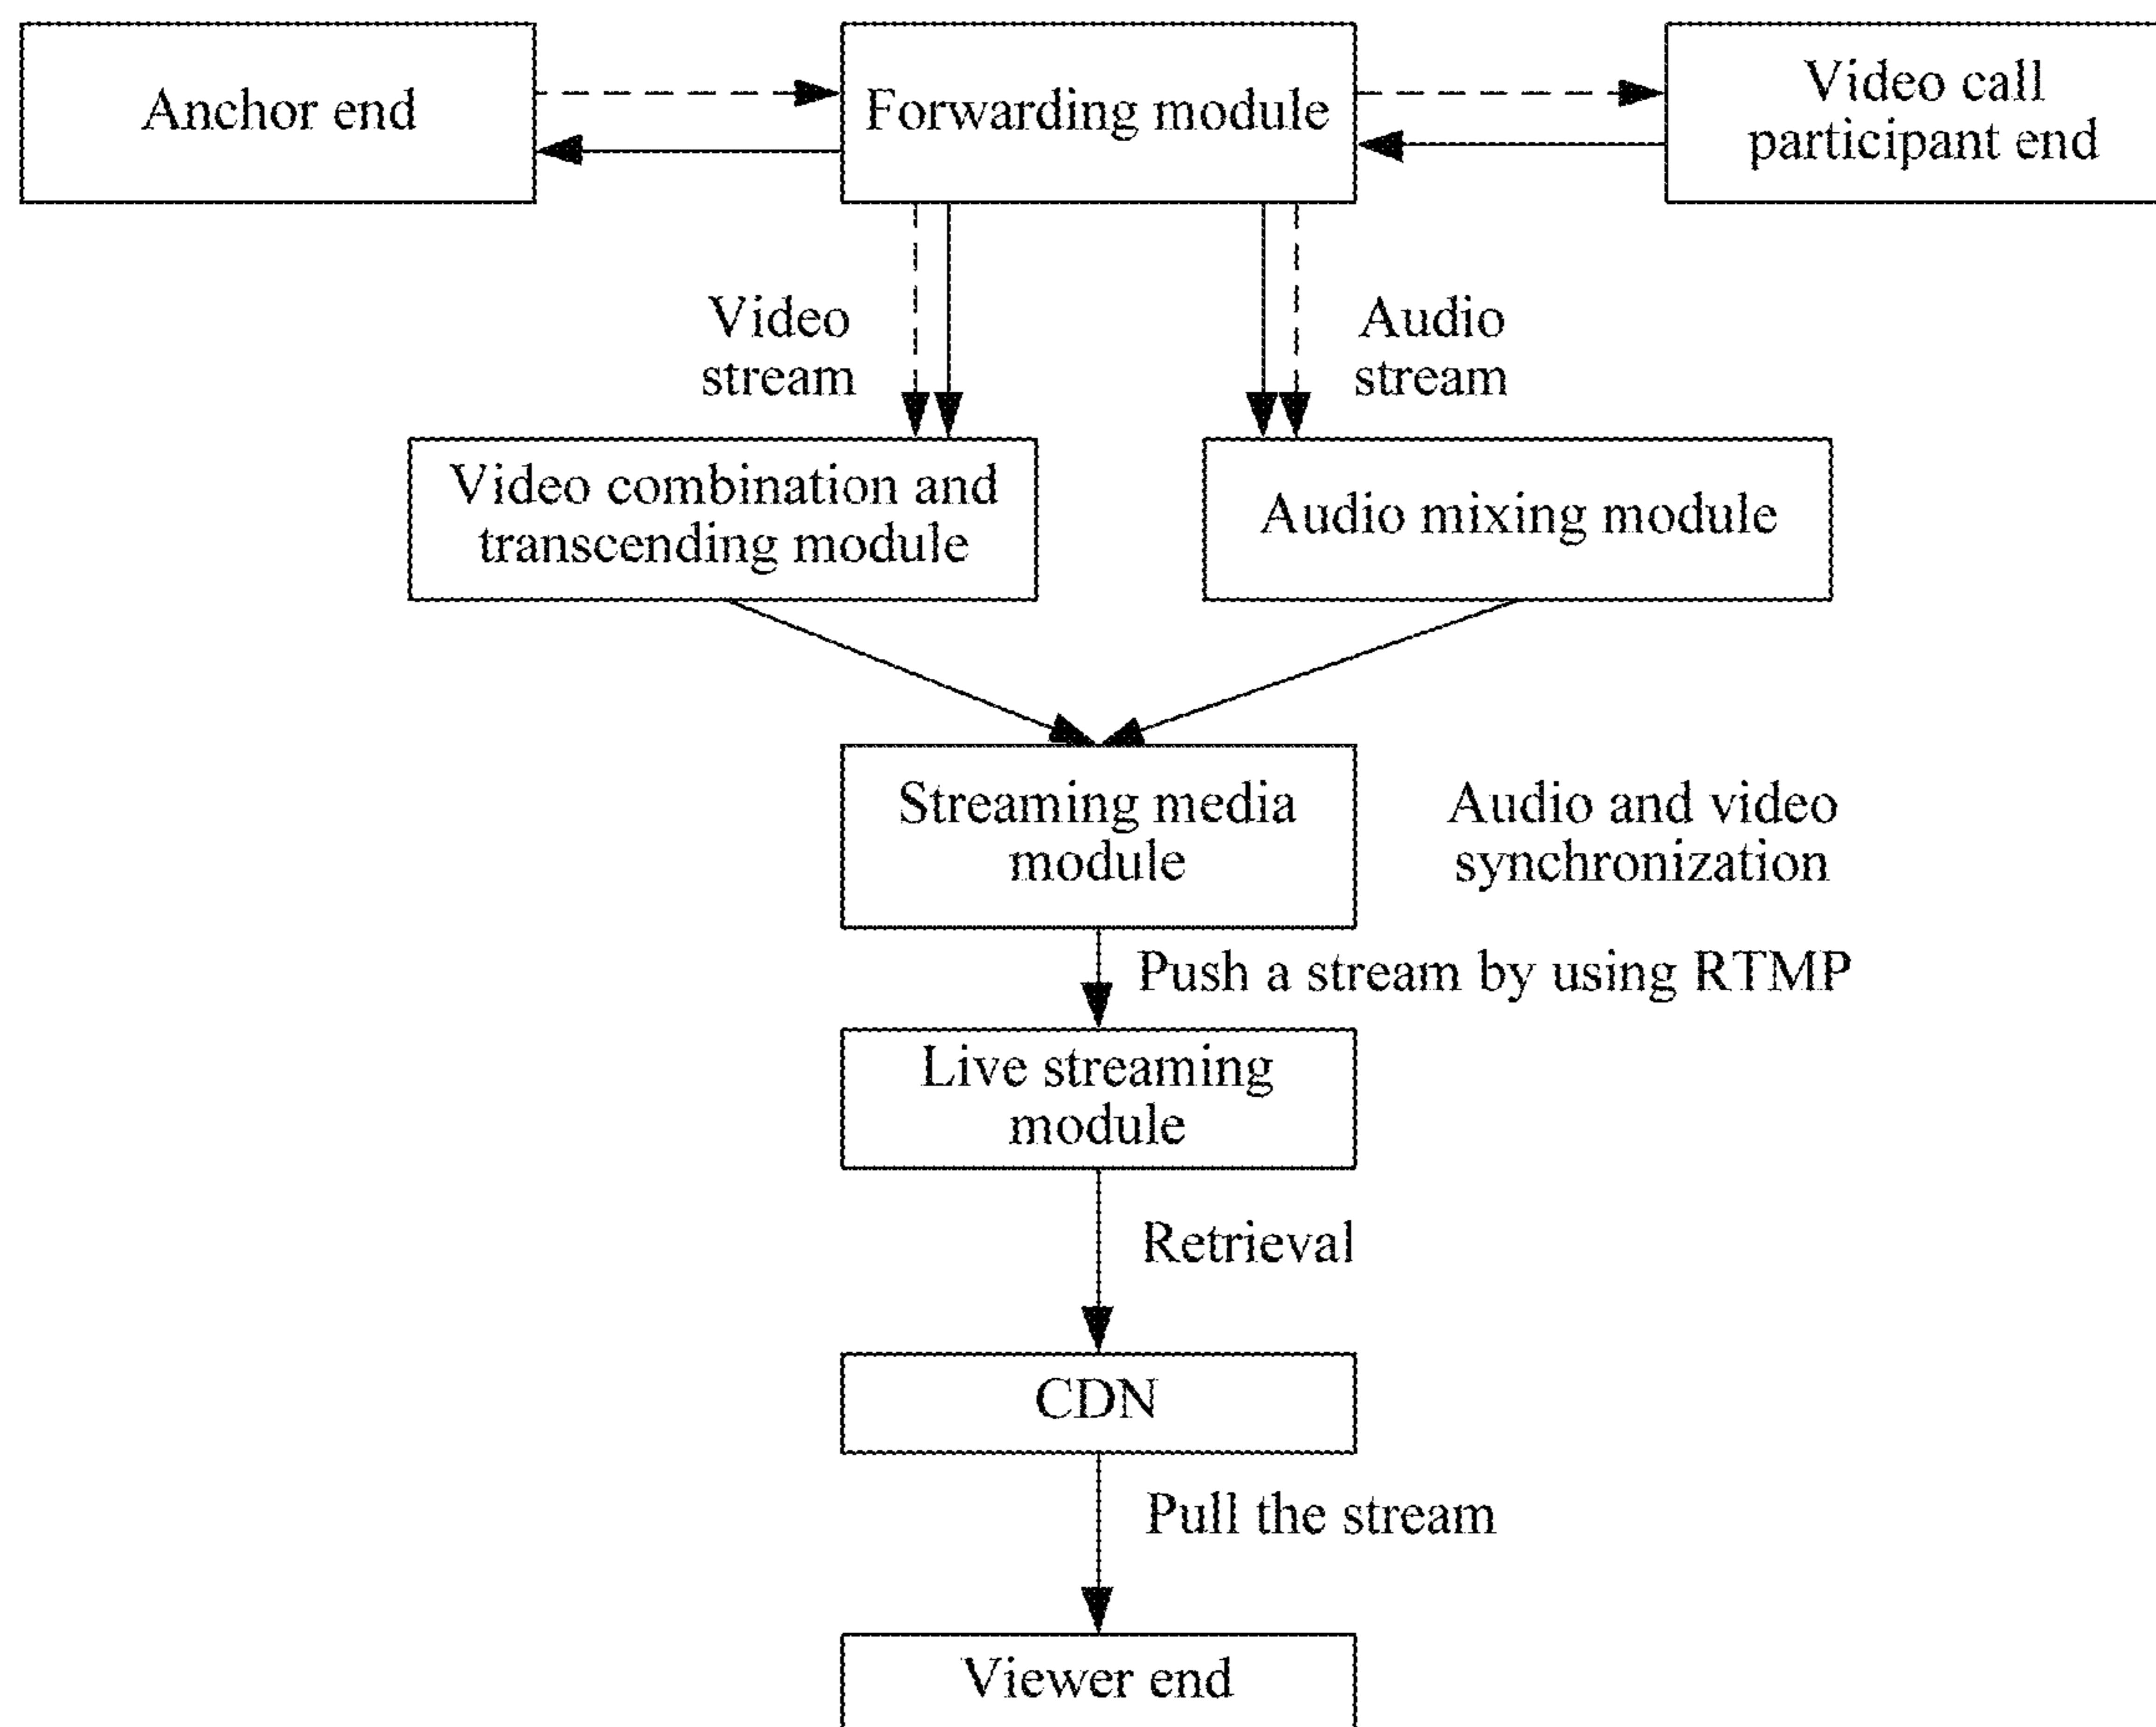 Anchor end
Forwarding module
Video call
participant end
Video
stream
Audio
stream
Video combination and
transcending module
Audio mixing module
Streaming media
module
Audio and video
synchronization
Push a stream by using RTMP
Live streaming
module
Retrieval
CDN
Pull the stream
Viewer end